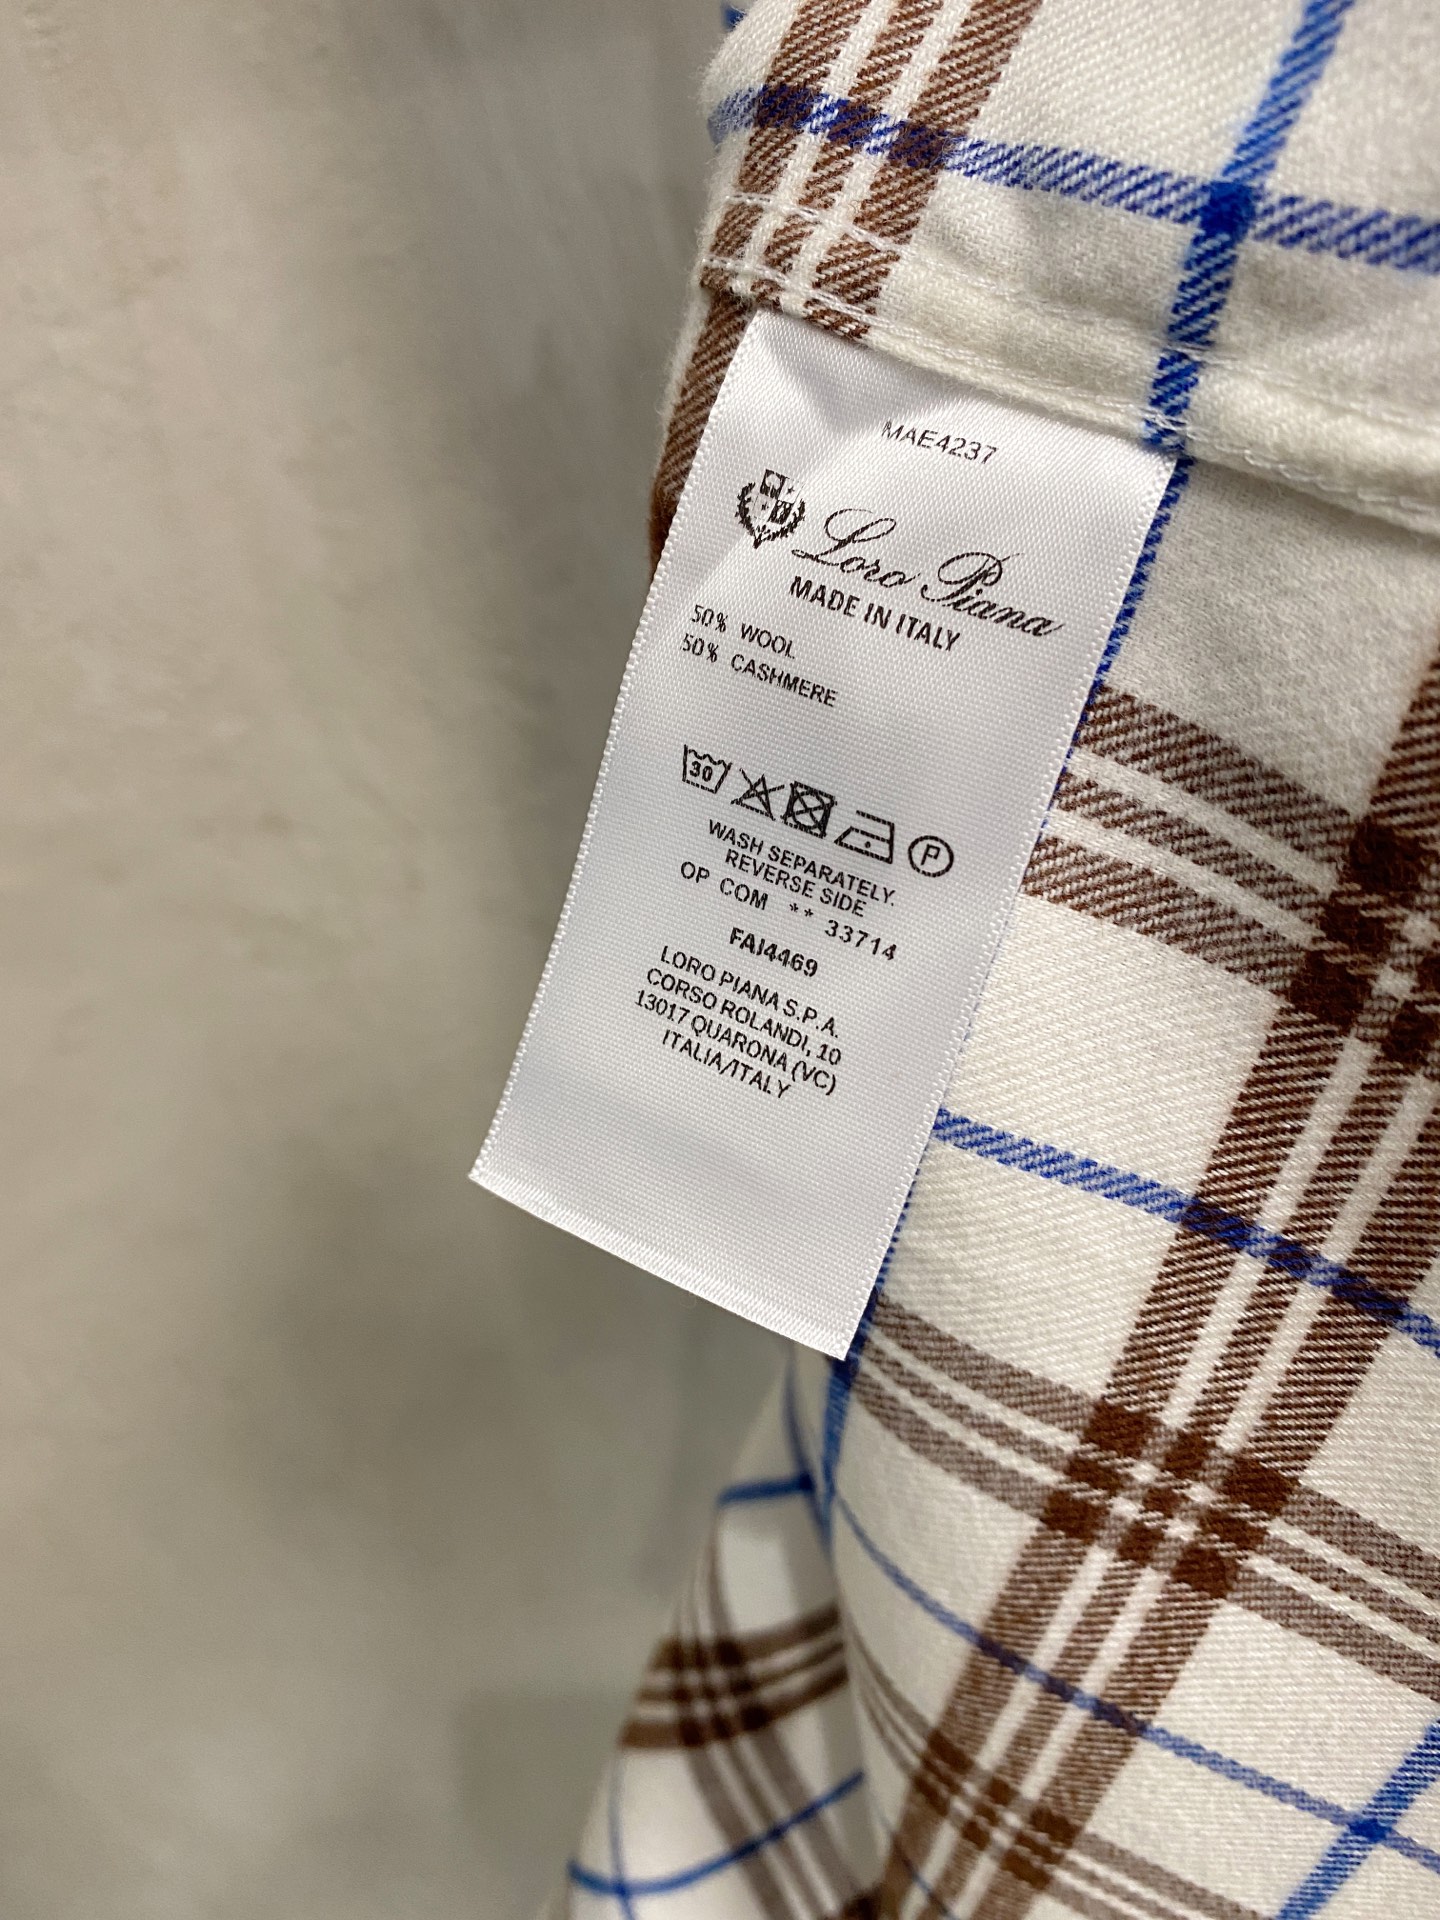 MAE4237
Loro Piana
MADE IN ITALY
50% WOOL
50% CASHMERE
30 P
WASH SEPARATELY.
REVERSE SIDE
OP COM ** 33714
FAI4469
LORO PIANA S.P.A.
CORSO ROLANDI, 10
13017 QUARONA (VC)
ITALIA/ITALY